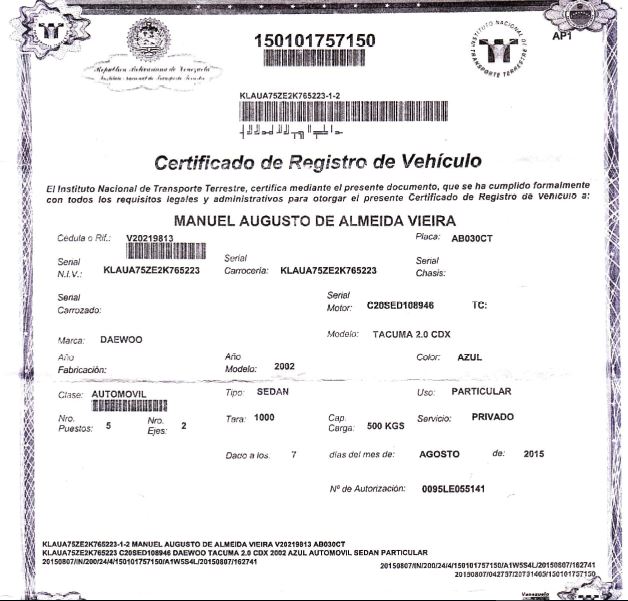 150101757150
INSTITUTO NACIONAL DE TRANSPORTE TERRESTRE
AP1
República Bolivariana de Venezuela
Instituto Nacional de Transporte Terrestre
KLAUA75ZE2K765223-1-2
Certificado de Registro de Vehículo
El Instituto Nacional de Transporte Terrestre, certifica mediante el presente documento, que se ha cumplido formalmente
con todos los requisitos legales y administrativos para otorgar el presente Certificado de Registro de Vehículo a:
MANUEL AUGUSTO DE ALMEIDA VIEIRA
Cedula o Rif.: V20219813 Placa: AB030CT
Serial N.I.V.: KLAUA75ZE2K765223 Serial Carrocería: KLAUA75ZE2K765223 Serial Chasis:
Serial Carrozado: Serial Motor: C20SED108946 TC:
Marca: DAEWOO Modelo: TACUMA 2.0 CDX
Año Fabricación: Año Modelo: 2002 Color: AZUL
Clase: AUTOMOVIL Tipo: SEDAN Uso: PARTICULAR
Nro. Puestos: 5 Nro. Ejes: 2 Tara: 1000 Cap. Carga: 500 KGS Servicio: PRIVADO
Dado a los: 7 días del mes de: AGOSTO de: 2015
Nº de Autorización: 0095LE055141
KLAUA75ZE2K765223-1-2 MANUEL AUGUSTO DE ALMEIDA VIEIRA V20219813 AB030CT
KLAUA75ZE2K765223 C20SED108946 DAEWOO TACUMA 2.0 CDX 2002 AZUL AUTOMOVIL SEDAN PARTICULAR
20150807/IN/200/24/4/150101757150/A1W5S4L/20150807/162741
20150807/IN/200/24/4/150101757150/A1W5S4L/20150807/162741
Venezuela